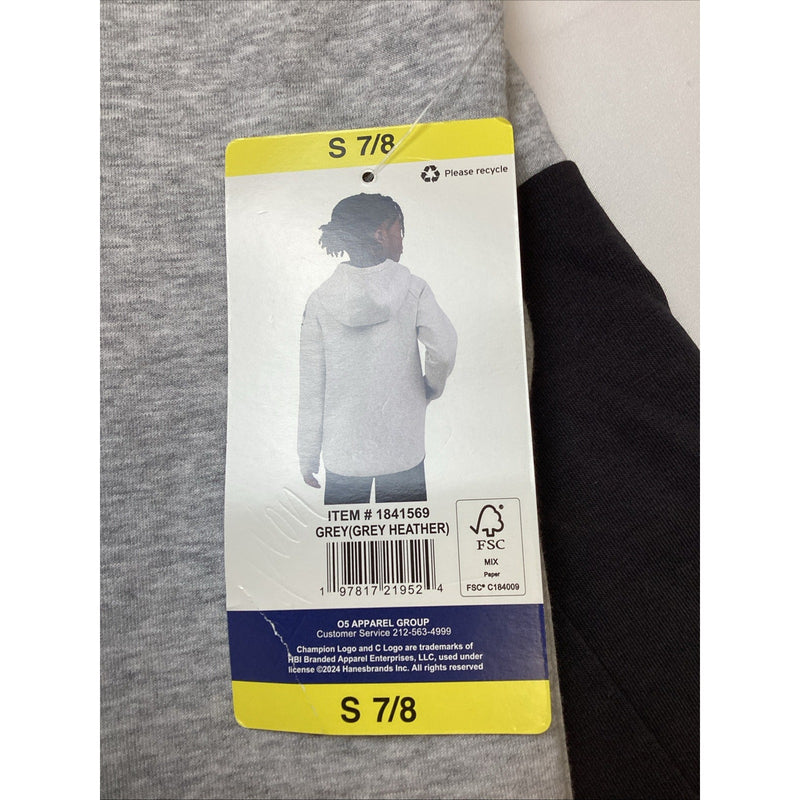 S 7/8
Please recycle
ITEM # 1841569
GREY(GREY HEATHER)
1 97817 21952 4
FSC
MIX
Paper
FSC® C184009
O5 APPAREL GROUP
Customer Service 212-563-4999
Champion Logo and C Logo are trademarks of
HBI Branded Apparel Enterprises, LLC, used under
license ©2024 Hanesbrands Inc. All rights reserved
S 7/8